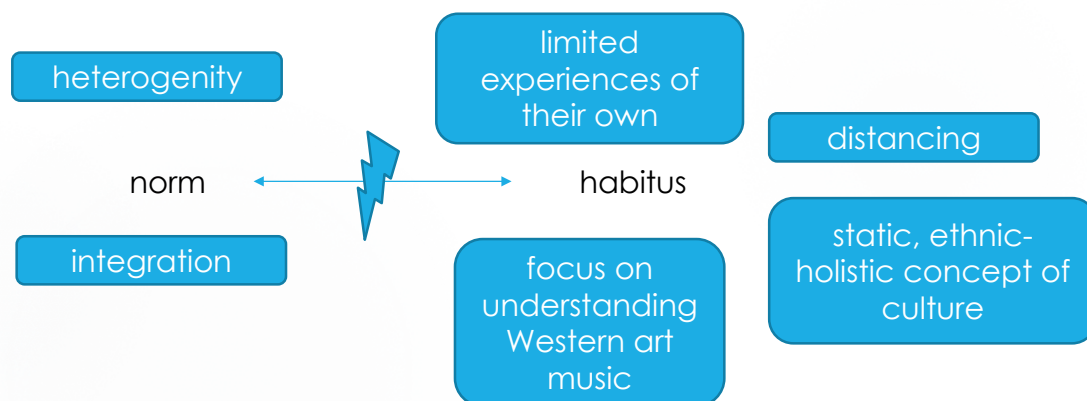 heterogenity
norm
integration
limited
experiences of
their own
habitus
focus on
understanding
Western art
music
distancing
static, ethnic-
holistic concept of
culture